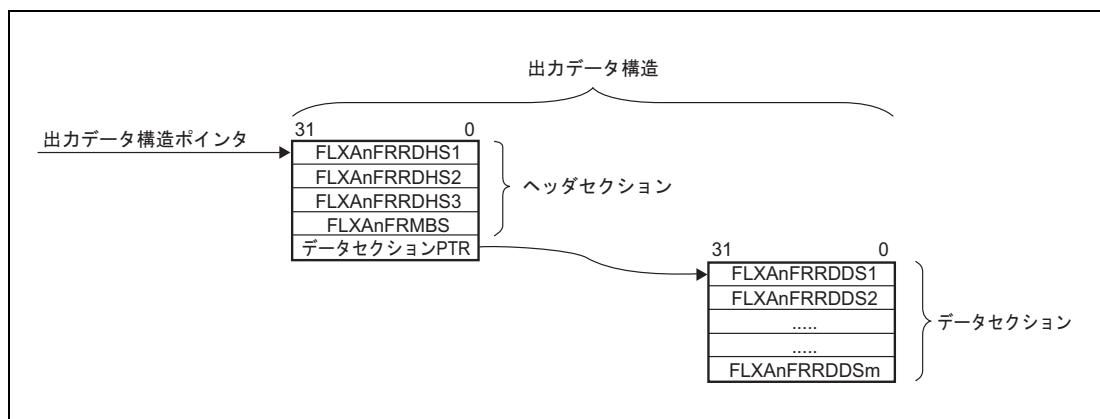 出力データ構造
出力データ構造ポインタ
31 0
FLXAnFRRDHS1
FLXAnFRRDHS2
FLXAnFRRDHS3
FLXAnFRMBS
データセクションPTR
ヘッダセクション
31 0
FLXAnFRRDDS1
FLXAnFRRDDS2
.....
.....
FLXAnFRRDDSm
データセクション